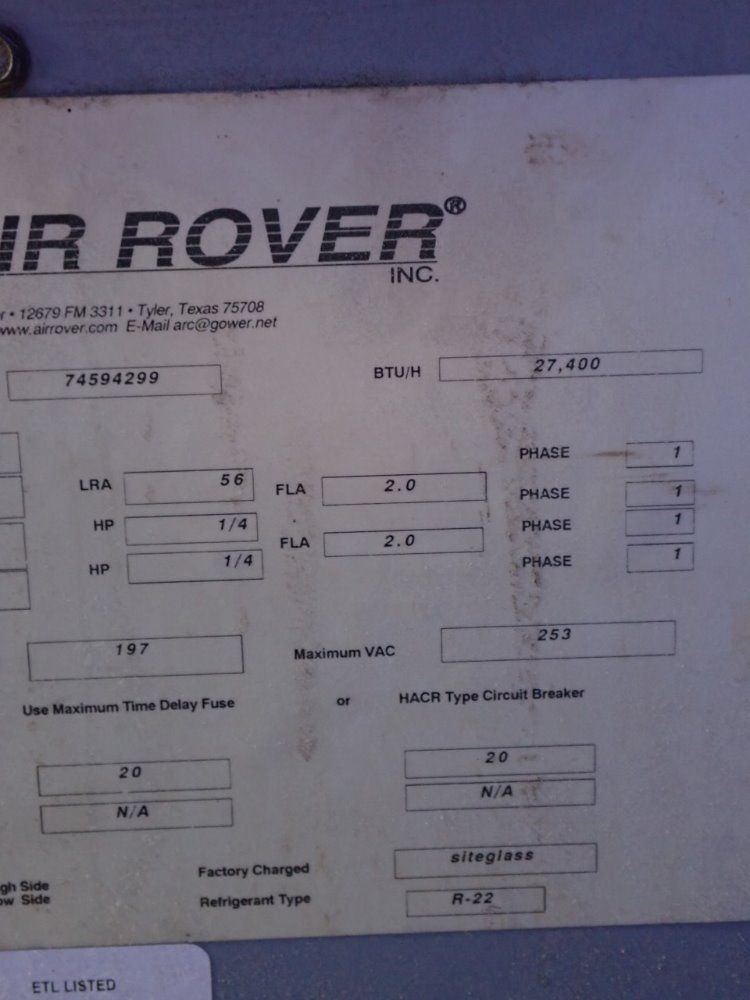 IR ROVER®
INC.
r • 12679 FM 3311 • Tyler, Texas 75708
www.airrover.com E-Mail arc@gower.net
74594299 BTU/H 27,400
PHASE 1
LRA 56 FLA 2.0 PHASE 1
HP 1/4 FLA 2.0 PHASE 1
HP 1/4 PHASE 1
197 Maximum VAC 253
Use Maximum Time Delay Fuse or HACR Type Circuit Breaker
20 20
N/A N/A
Factory Charged siteglass
gh Side
ow Side Refrigerant Type R-22
ETL LISTED